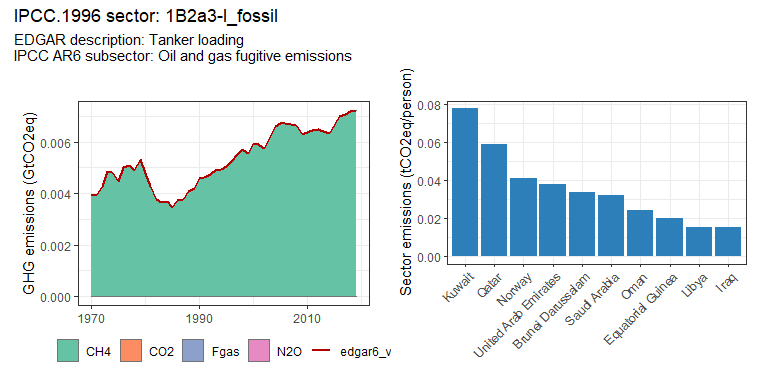 IPCC.1996 sector: 1B2a3-l_fossil
EDGAR description: Tanker loading
IPCC AR6 subsector: Oil and gas fugitive emissions
GHG emissions (GtCO2eq)
0.006
0.004
0.002
0.000
1970
1990
2010
CH4
CO2
Fgas
N2O
edgar6_v
Sector emissions (tCO2eq/person)
0.08
0.06
0.04
0.02
0.00
Kuwait
Qatar
Norway
United Arab Emirates
Brunei Darussalam
Saudi Arabia
Oman
Equatorial Guinea
Libya
Iraq